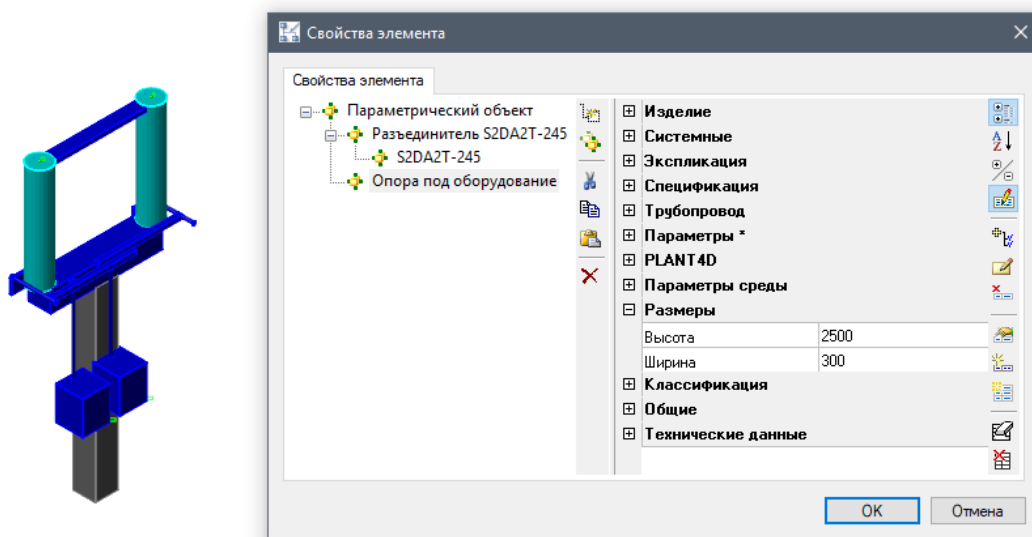 Свойства элемента
Свойства элемента
Параметрический объект
Разъединитель S2DA2T-245
S2DA2T-245
Опора под оборудование
Изделие
Системные
Экспликация
Спецификация
Трубопровод
Параметры *
PLANT4D
Параметры среды
Размеры
Высота 2500
Ширина 300
Классификация
Общие
Технические данные
OK Отмена